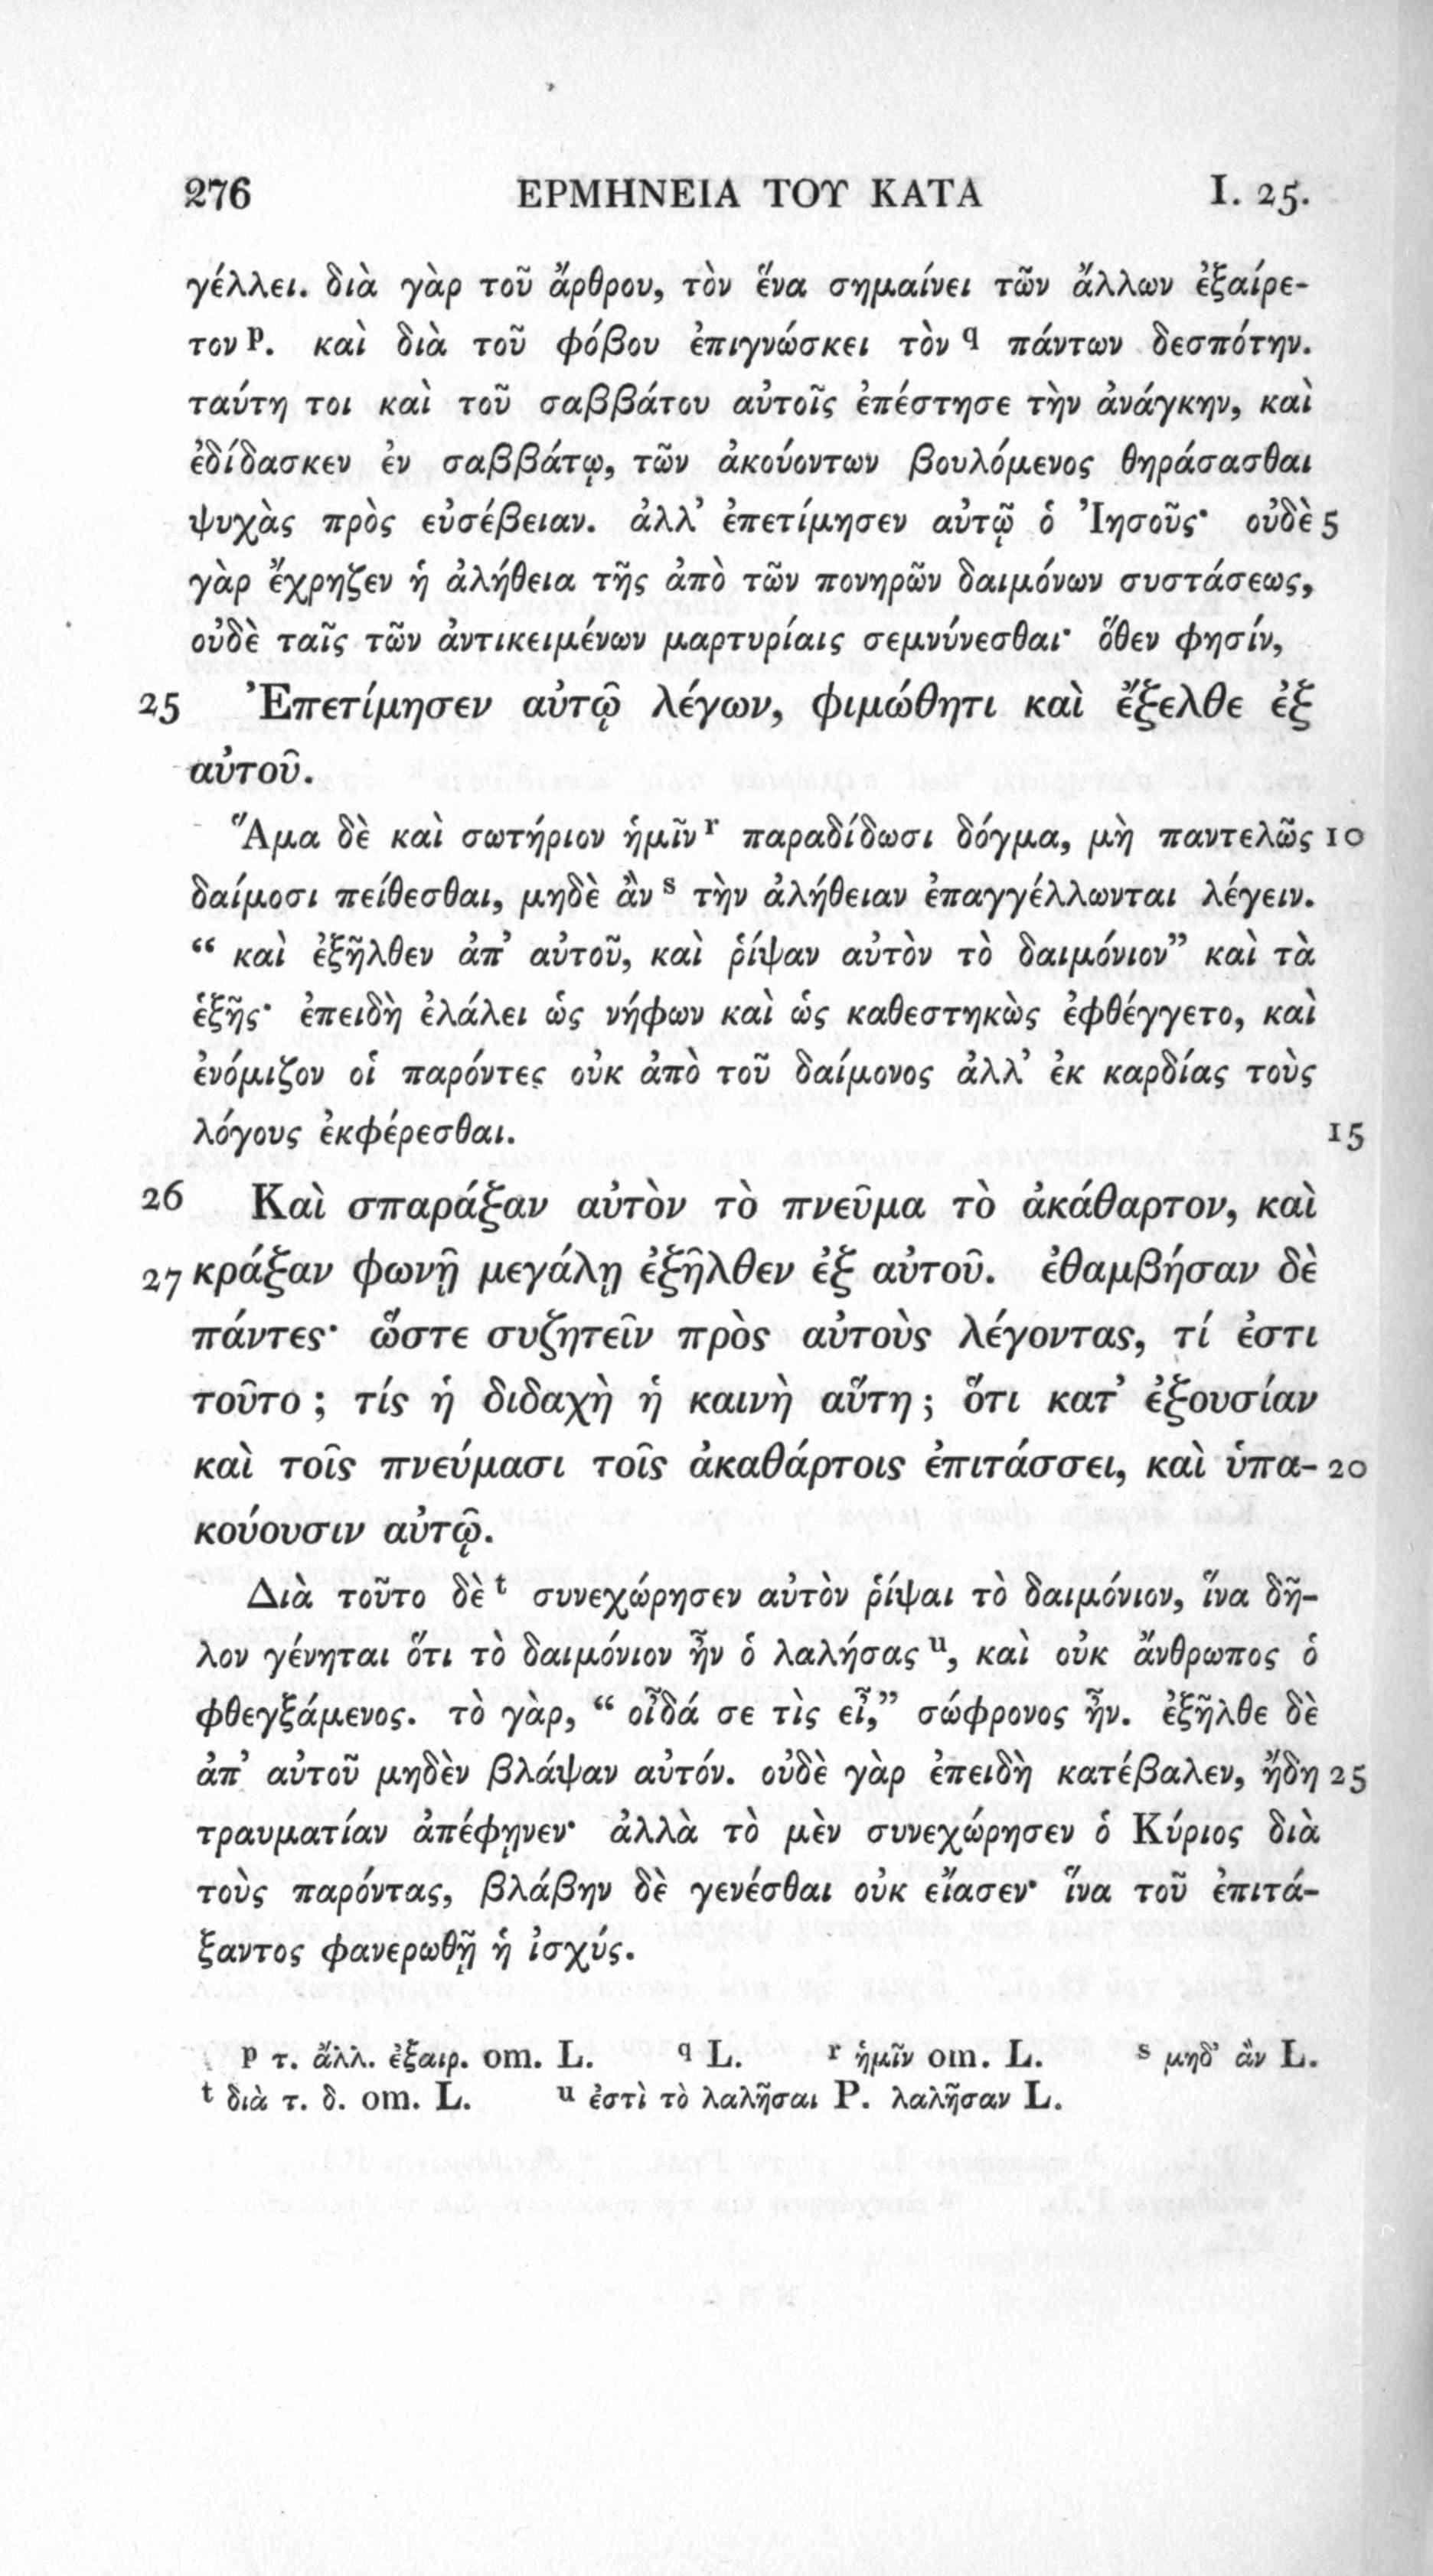 276 ΕΡΜΗΝΕΙΑ ΤΟΥ ΚΑΤΑ I. 25.
γέλλει. διὰ γὰρ τοῦ ἄρθρου, τὸν ἕνα σημαίνει τῶν ἄλλων ἐξαίρε-
τον p. καὶ διὰ τοῦ φόβου ἐπιγνώσκει τὸν q πάντων δεσπότην.
ταύτη τοι καὶ τοῦ σαββάτου αὐτοῖς ἐπέστησε τὴν ἀνάγκην, καὶ
ἐδίδασκεν ἐν σαββάτῳ, τῶν ἀκούοντων βουλόμενος θηράσασθαι
ψυχὰς πρὸς εὐσέβειαν. ἀλλ’ ἐπετίμησεν αὐτῷ ὁ Ἰησοῦς· οὐδὲ 5
γὰρ ἔχρηζεν ἡ ἀλήθεια τῆς ἀπὸ τῶν πονηρῶν δαιμόνων συστάσεως,
οὐδὲ ταῖς τῶν ἀντικειμένων μαρτυρίαις σεμνύνεσθαι· ὅθεν φησίν,
25 Ἐπετίμησεν αὐτῷ λέγων, φιμώθητι καὶ ἔξελθε ἐξ
αὐτοῦ.
Ἅμα δὲ καὶ σωτήριον ἡμῖν r παραδίδωσι δόγμα, μὴ παντελῶς 10
δαίμοσι πείθεσθαι, μηδὲ ἂν s τὴν ἀλήθειαν ἐπαγγέλλωνται λέγειν.
“ καὶ ἐξῆλθεν ἀπ’ αὐτοῦ, καὶ ῥίψαν αὐτὸν τὸ δαιμόνιον” καὶ τὰ
ἑξῆς· ἐπειδὴ ἐλάλει ὡς νήφων καὶ ὡς καθεστηκὼς ἐφθέγγετο, καὶ
ἐνόμιζον οἱ παρόντες οὐκ ἀπὸ τοῦ δαίμονος ἀλλ’ ἐκ καρδίας τοὺς
λόγους ἐκφέρεσθαι. 15
26 Καὶ σπαράξαν αὐτὸν τὸ πνεῦμα τὸ ἀκάθαρτον, καὶ
27 κράξαν φωνῇ μεγάλῃ ἐξῆλθεν ἐξ αὐτοῦ. ἐθαμβήσαν δὲ
πάντες· ὥστε συζητεῖν πρὸς αὐτοὺς λέγοντας, τί ἐστι
τοῦτο ; τίς ἡ διδαχὴ ἡ καινὴ αὕτη ; ὅτι κατ’ ἐξουσίαν
καὶ τοῖς πνεύμασι τοῖς ἀκαθάρτοις ἐπιτάσσει, καὶ ὑπα- 20
κούουσιν αὐτῷ.
Διὰ τοῦτο δὲ t συνεχώρησεν αὐτὸν ῥίψαι τὸ δαιμόνιον, ἵνα δῆ-
λον γένηται ὅτι τὸ δαιμόνιον ἦν ὁ λαλήσας u, καὶ οὐκ ἄνθρωπος ὁ
φθεγξάμενος. τὸ γὰρ, “ οἶδά σε τὶς εἶ,” σώφρονος ἦν. ἐξῆλθε δὲ
ἀπ’ αὐτοῦ μηδὲν βλάψαν αὐτόν. οὐδὲ γὰρ ἐπειδὴ κατέβαλεν, ἤδη 25
τραυματίαν ἀπέφῃνεν· ἀλλὰ τὸ μὲν συνεχώρησεν ὁ Κύριος διὰ
τοὺς παρόντας, βλάβην δὲ γενέσθαι οὐκ εἴασεν· ἵνα τοῦ ἐπιτά-
ξαντος φανερωθῇ ἡ ἰσχύς.
p τ. ἄλλ. ἐξαιρ. om. L. q L. r ἡμῖν om. L. s μηδ’ ἂν L.
t διὰ τ. δ. om. L. u ἐστὶ τὸ λαλῆσαι P. λαλῆσαν L.